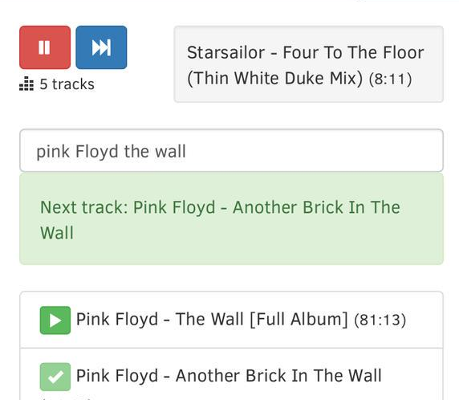 Starsailor - Four To The Floor
(Thin White Duke Mix) (8:11)
5 tracks
pink Floyd the wall
Next track: Pink Floyd - Another Brick In The
Wall
Pink Floyd - The Wall [Full Album] (81:13)
Pink Floyd - Another Brick In The Wall